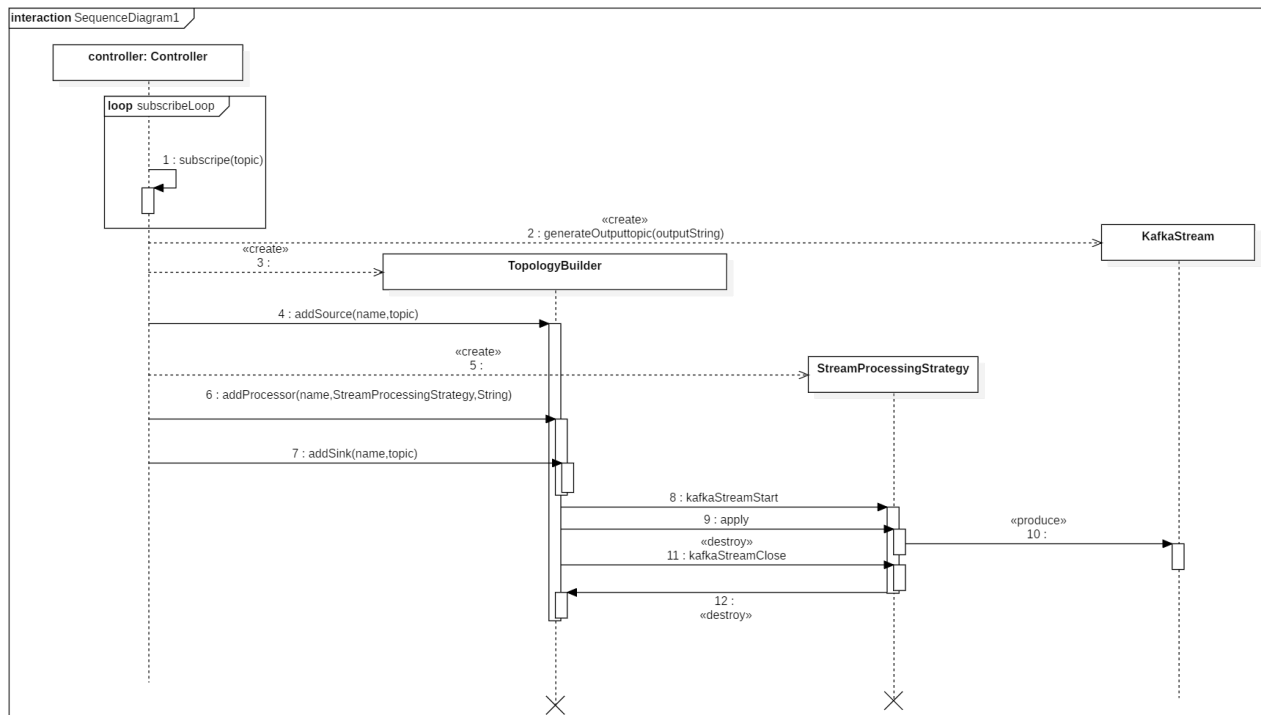 interaction SequenceDiagram1
controller: Controller
loop subscribeLoop
1 : subscripe(topic)
«create»
2 : generateOutputtopic(outputString)
KafkaStream
«create»
3 :
TopologyBuilder
4 : addSource(name,topic)
«create»
5 :
StreamProcessingStrategy
6 : addProcessor(name,StreamProcessingStrategy,String)
7 : addSink(name,topic)
8 : kafkaStreamStart
9 : apply
«produce»
10 :
«destroy»
11 : kafkaStreamClose
12 :
«destroy»